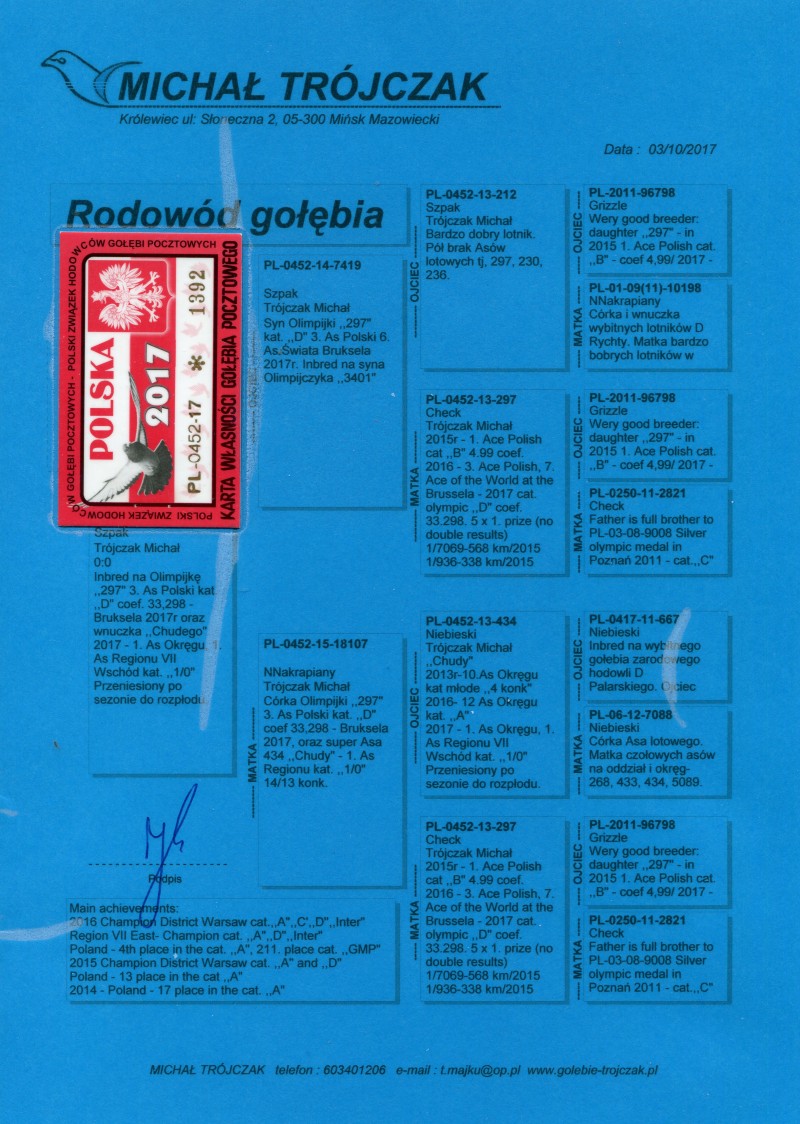 MICHAŁ TRÓJCZAK
Królewiec ul: Słoneczna 2, 05-300 Mińsk Mazowiecki
Data : 03/10/2017
Rodowód gołębia
POLSKI ZWIĄZEK HODOWCÓW GOŁĘBI POCZTOWYCH - POLSKI ZWIĄZEK HODOWCÓW GOŁĘBI POCZTOWYCH
POLSKA
2017
PL-0452-17 * 1392
KARTA WŁASNOŚCI GOŁĘBIA POCZTOWEGO
Szpak
Trójczak Michał
0:0
Inbred na Olimpijkę
,,297" 3. As Polski kat
,,D" coef. 33,298 -
Bruksela 2017r oraz
wnuczka ,,Chudego"
2017 - 1. As Okręgu, 1.
As Regionu VII
Wschód kat. ,,1/0"
Przeniesiony po
sezonie do rozpłodu.
PL-0452-14-7419
Szpak
Trójczak Michał
Syn Olimpijki ,,297"
kat. ,,D" 3. As Polski 6.
As.Świata Bruksela
2017r. Inbred na syna
Olimpijczyka ,,3401"
MATKA
PL-0452-15-18107
NNakrapiany
Trójczak Michał
Córka Olimpijki ,,297"
3. As Polski kat. ,,D"
coef 33,298 - Bruksela
2017, oraz super Asa
434 ,,Chudy" - 1. As
Regionu kat. ,,1/0"
14/13 konk.
OJCIEC
PL-0452-13-212
Szpak
Trójczak Michał
Bardzo dobry lotnik.
Pół brak Asów
lotowych tj, 297, 230,
236.
MATKA
PL-0452-13-297
Check
Trójczak Michał
2015r - 1. Ace Polish
cat ,,B" 4.99 coef.
2016 - 3. Ace Polish, 7.
Ace of the World at the
Brussela - 2017 cat.
olympic ,,D" coef.
33.298. 5 x 1. prize (no
double results)
1/7069-568 km/2015
1/936-338 km/2015
OJCIEC
PL-0452-13-434
Niebieski
Trójczak Michał
,,Chudy"
2013r-10.As Okręgu
kat młode ,,4 konk"
2016- 12 As Okręgu
kat. ,,A"
2017 - 1. As Okręgu, 1.
As Regionu VII
Wschód kat. ,,1/0"
Przeniesiony po
sezonie do rozpłodu.
MATKA
PL-0452-13-297
Check
Trójczak Michał
2015r - 1. Ace Polish
cat ,,B" 4.99 coef.
2016 - 3. Ace Polish, 7.
Ace of the World at the
Brussela - 2017 cat.
olympic ,,D" coef.
33.298. 5 x 1. prize (no
double results)
1/7069-568 km/2015
1/936-338 km/2015
OJCIEC
PL-2011-96798
Grizzle
Wery good breeder:
daughter ,,297" - in
2015 1. Ace Polish cat.
,,B" - coef 4,99/ 2017 -
MATKA
PL-01-09(11)-10198
NNakrapiany
Córka i wnuczka
wybitnych lotników D
Rychty. Matka bardzo
bobrych lotników w
OJCIEC
PL-2011-96798
Grizzle
Wery good breeder:
daughter ,,297" - in
2015 1. Ace Polish cat.
,,B" - coef 4,99/ 2017 -
MATKA
PL-0250-11-2821
Check
Father is full brother to
PL-03-08-9008 Silver
olympic medal in
Poznań 2011 - cat.,,C"
OJCIEC
PL-0417-11-667
Niebieski
Inbred na wybitnego
gołebia zarodowego
hodowli D
Palarskiego. Ojciec
MATKA
PL-06-12-7088
Niebieski
Córka Asa lotowego.
Matka czołowych asów
na oddział i okręg-
268, 433, 434, 5089.
OJCIEC
PL-2011-96798
Grizzle
Wery good breeder:
daughter ,,297" - in
2015 1. Ace Polish cat.
,,B" - coef 4,99/ 2017 -
MATKA
PL-0250-11-2821
Check
Father is full brother to
PL-03-08-9008 Silver
olympic medal in
Poznań 2011 - cat.,,C"
Podpis
Main achievements:
2016 Champion District Warsaw cat.,,A",,C',,D",,Inter"
Region VII East- Champion cat. ,,A",,D",,Inter"
Poland - 4th place in the cat. ,,A", 211. place cat. ,,GMP"
2015 Champion District Warsaw cat. ,,A" and ,,D"
Poland - 13 place in the cat ,,A"
2014 - Poland - 17 place in the cat. ,,A"
MICHAŁ TRÓJCZAK telefon : 603401206 e-mail : t.majku@op.pl www.golebie-trojczak.pl